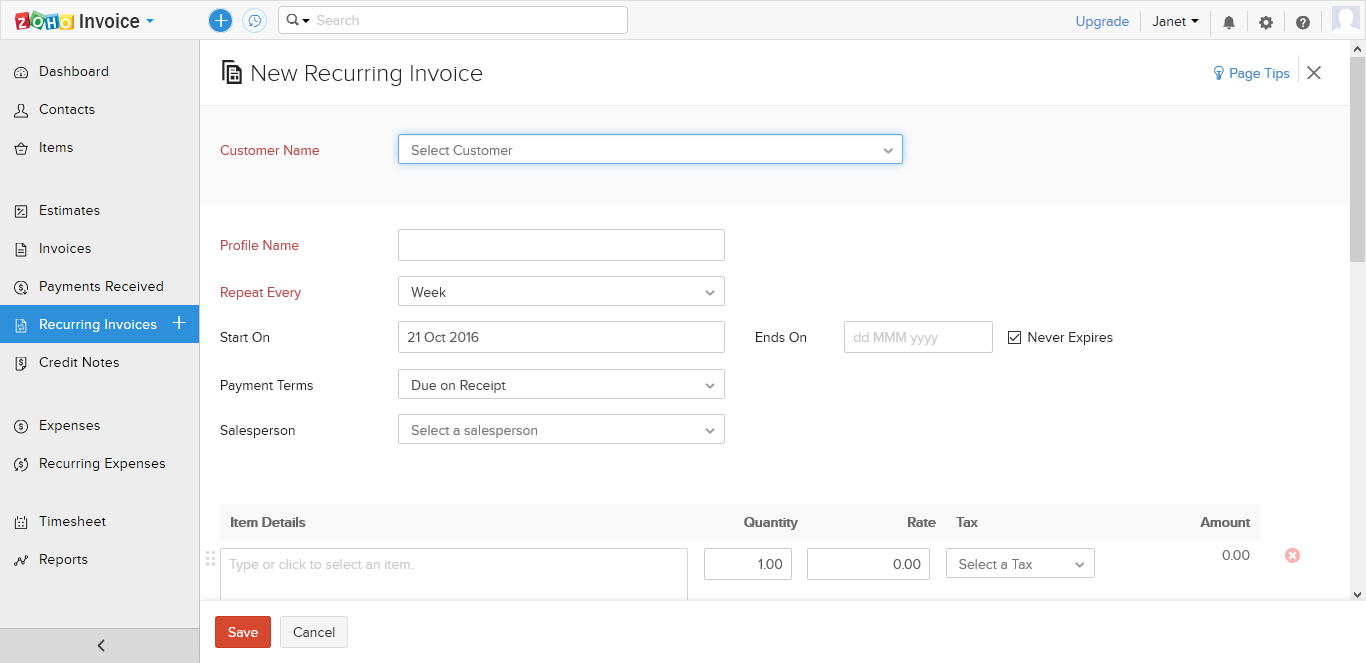 ZOHO Invoice
Search
Upgrade
Janet
Dashboard
Contacts
Items
Estimates
Invoices
Payments Received
Recurring Invoices
Credit Notes
Expenses
Recurring Expenses
Timesheet
Reports
New Recurring Invoice
Page Tips
Customer Name
Select Customer
Profile Name
Repeat Every
Week
Start On
21 Oct 2016
Ends On
dd MMM yyyy
Never Expires
Payment Terms
Due on Receipt
Salesperson
Select a salesperson
Item Details Quantity Rate Tax Amount
Type or click to select an item. 1.00 0.00 Select a Tax 0.00
Save Cancel